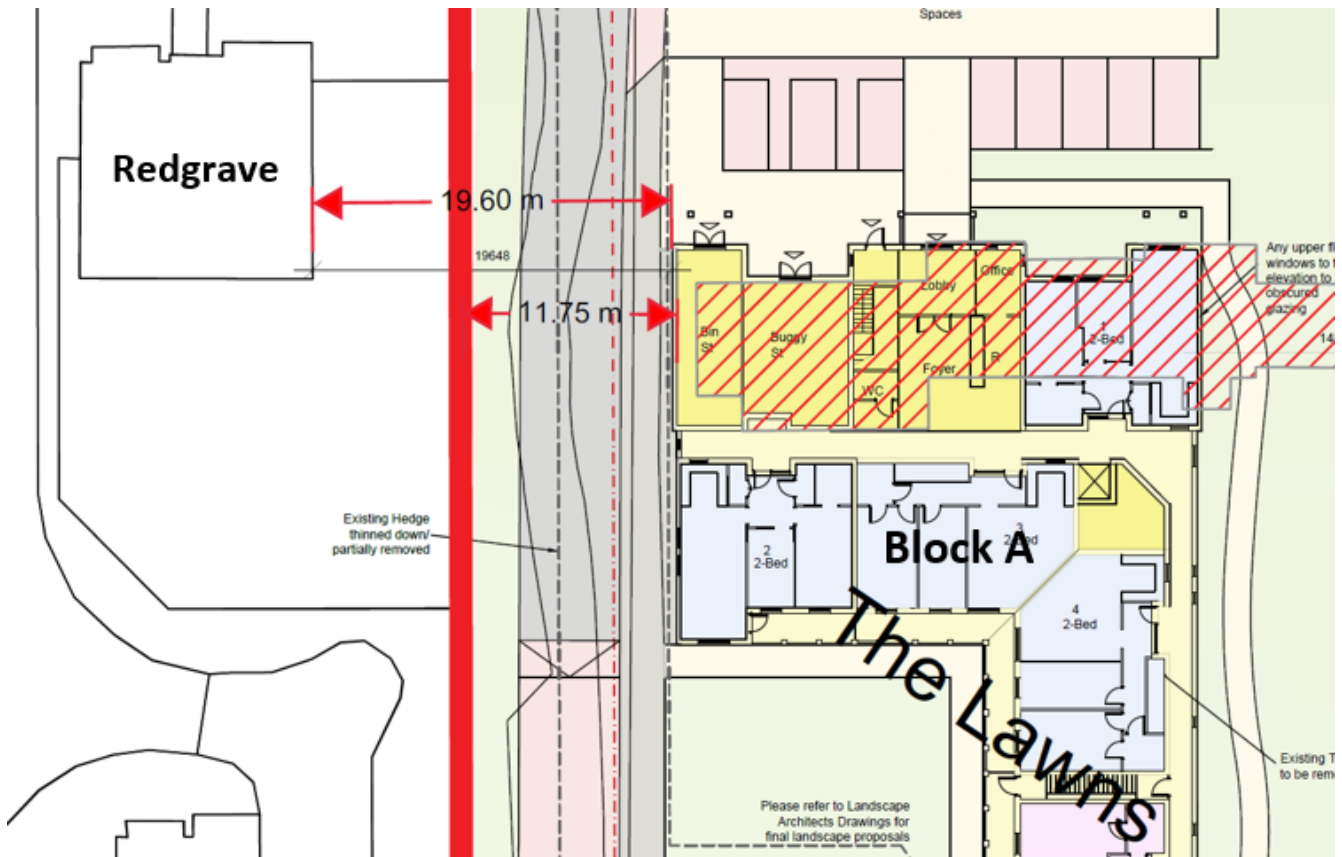 Spaces
Redgrave
19.60 m
19648
11.75 m
Any upper fl
windows to t
elevation to
obscured
glazing
14
Lobby
Office
Bin
St
Buggy
St
1
2-Bed
Foyer
R
WC
Existing Hedge
thinned down/
partially removed
2
2-Bed
3
2-Bed
Block A
4
2-Bed
The Lawns
Existing T
to be rem
Please refer to Landscape
Architects Drawings for
final landscape proposals